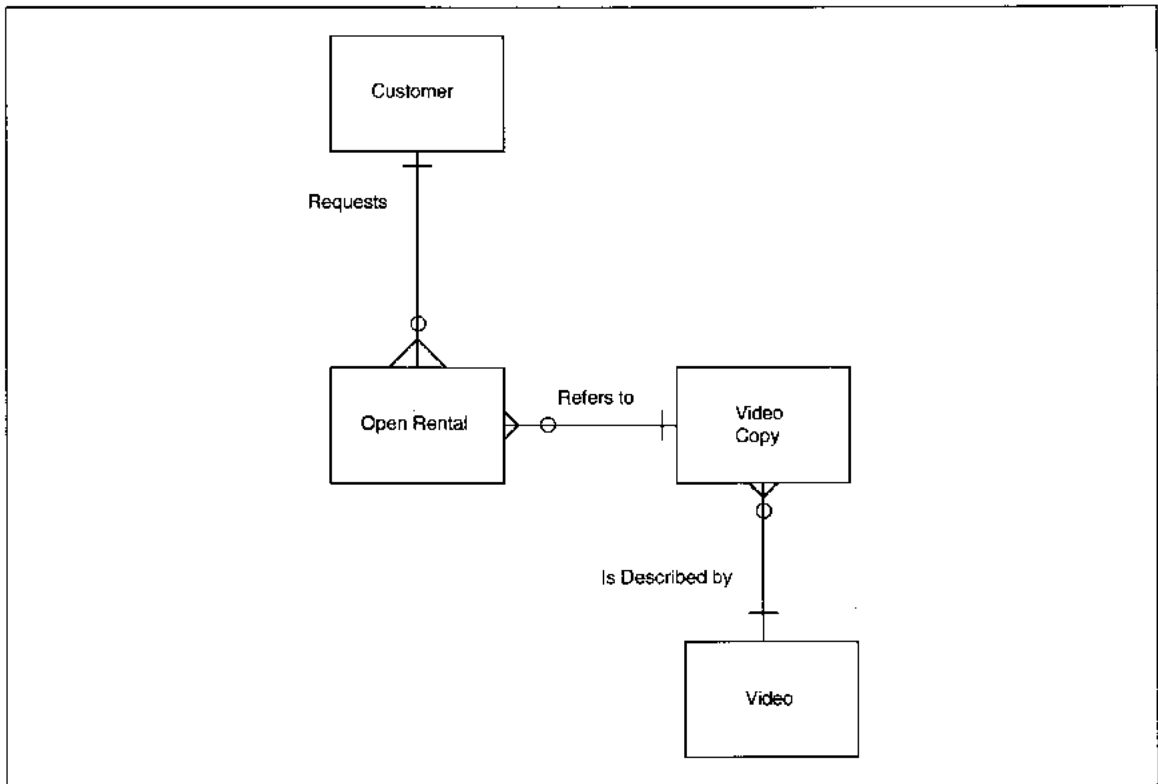 Customer
Requests
Open Rental
Refers to
Video
Copy
Is Described by
Video